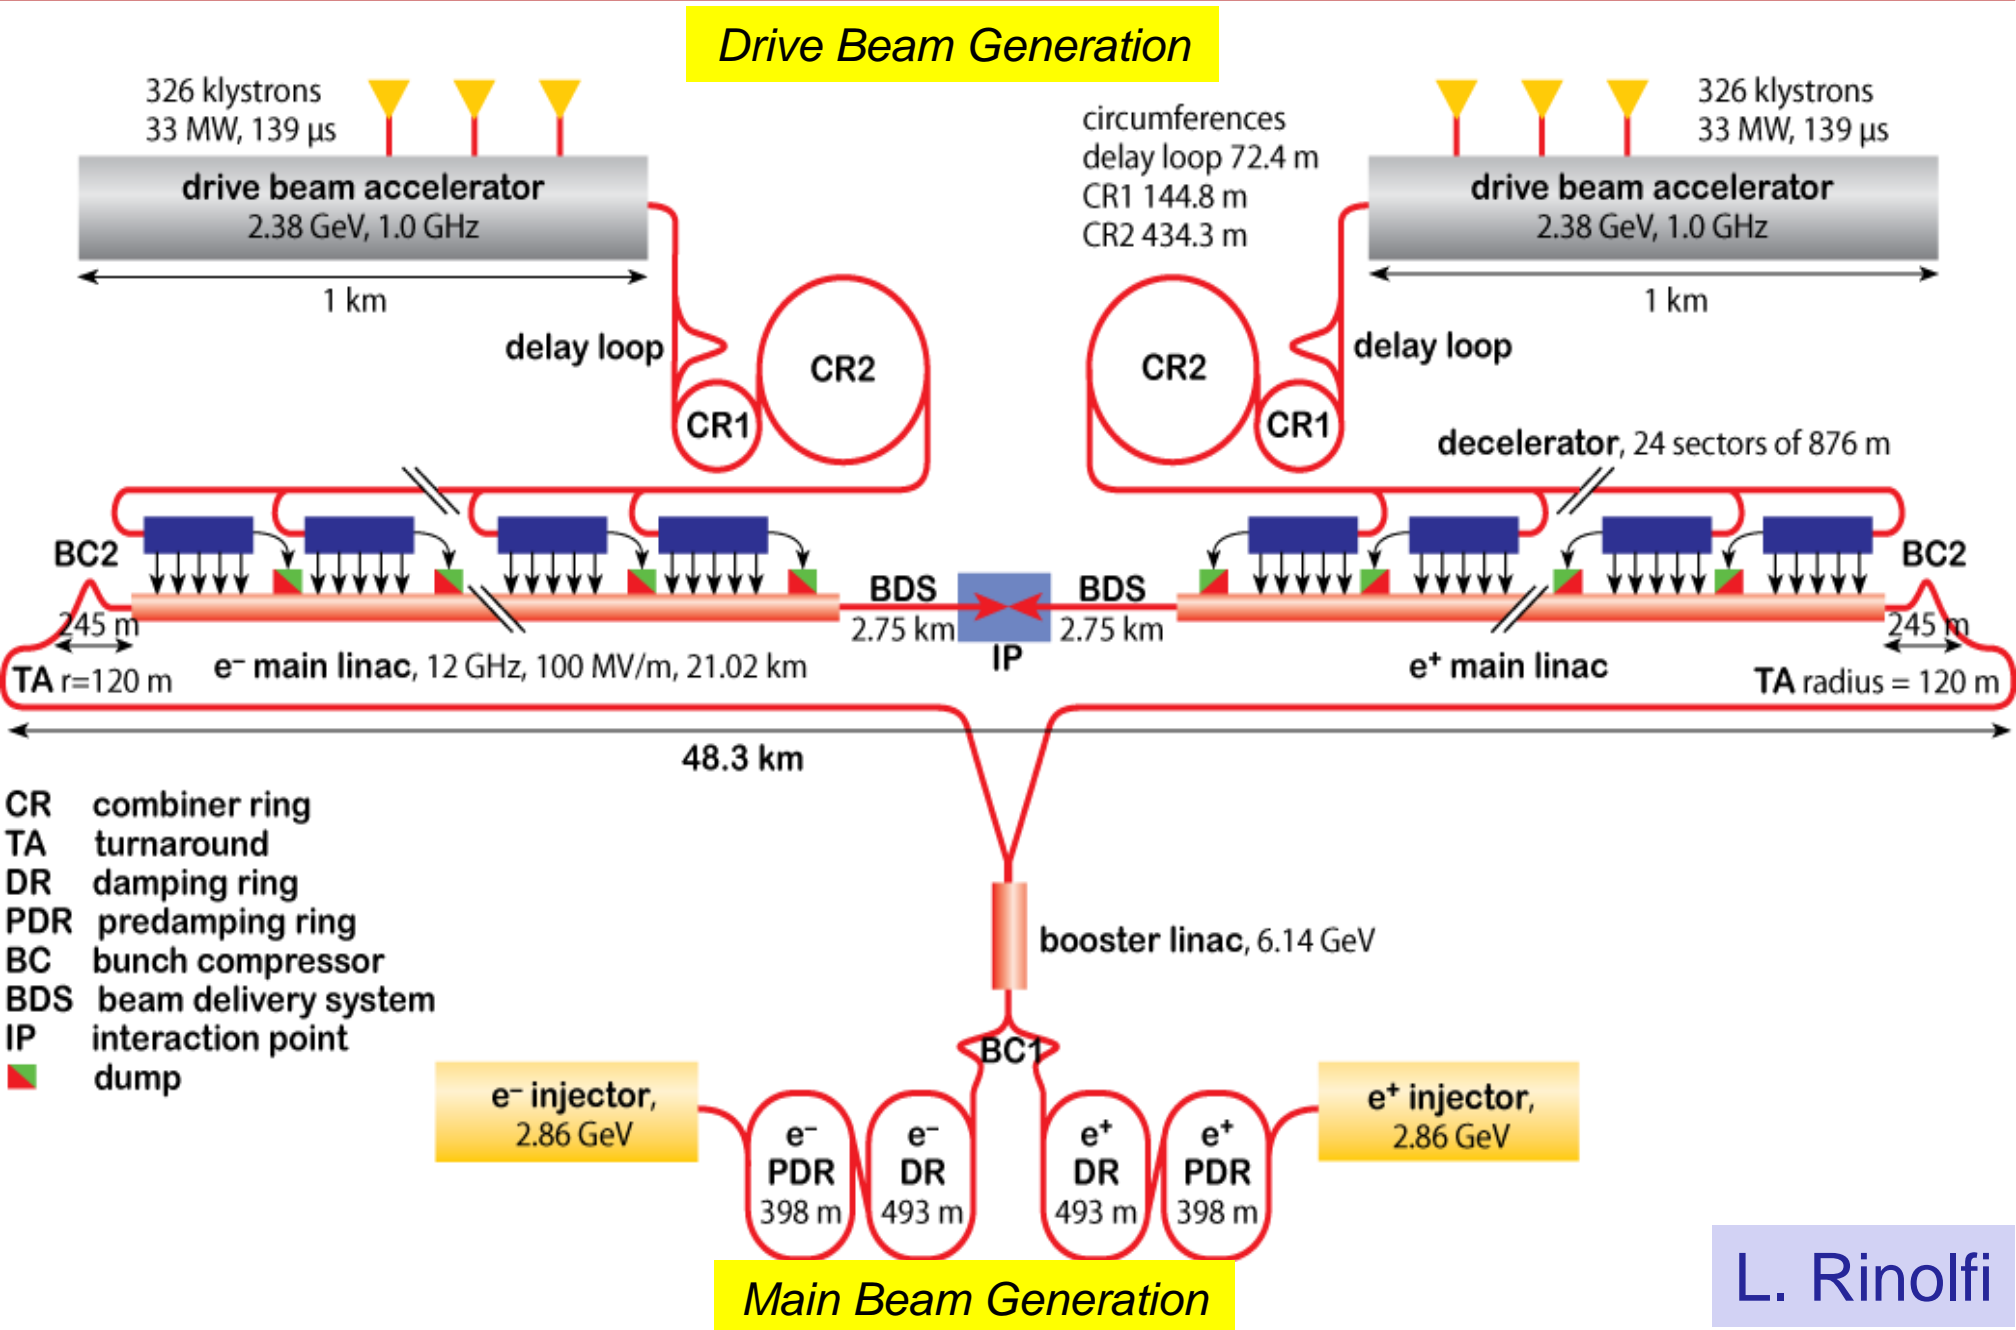 Drive Beam Generation
326 klystrons
33 MW, 139 μs
circumferences
delay loop 72.4 m
CR1 144.8 m
CR2 434.3 m
326 klystrons
33 MW, 139 μs
drive beam accelerator
2.38 GeV, 1.0 GHz
drive beam accelerator
2.38 GeV, 1.0 GHz
1 km
1 km
delay loop
CR2
CR1
CR2
CR1
delay loop
decelerator, 24 sectors of 876 m
BC2
BC2
BDS
2.75 km
IP
BDS
2.75 km
245 m
245 m
TA r=120 m
e⁻ main linac, 12 GHz, 100 MV/m, 21.02 km
e⁺ main linac
TA radius = 120 m
48.3 km
CR combiner ring
TA turnaround
DR damping ring
PDR predamping ring
BC bunch compressor
BDS beam delivery system
IP interaction point
dump
booster linac, 6.14 GeV
BC1
e⁻ injector,
2.86 GeV
e⁻
PDR
398 m
e⁻
DR
493 m
e⁺
DR
493 m
e⁺
PDR
398 m
e⁺ injector,
2.86 GeV
Main Beam Generation
L. Rinolfi